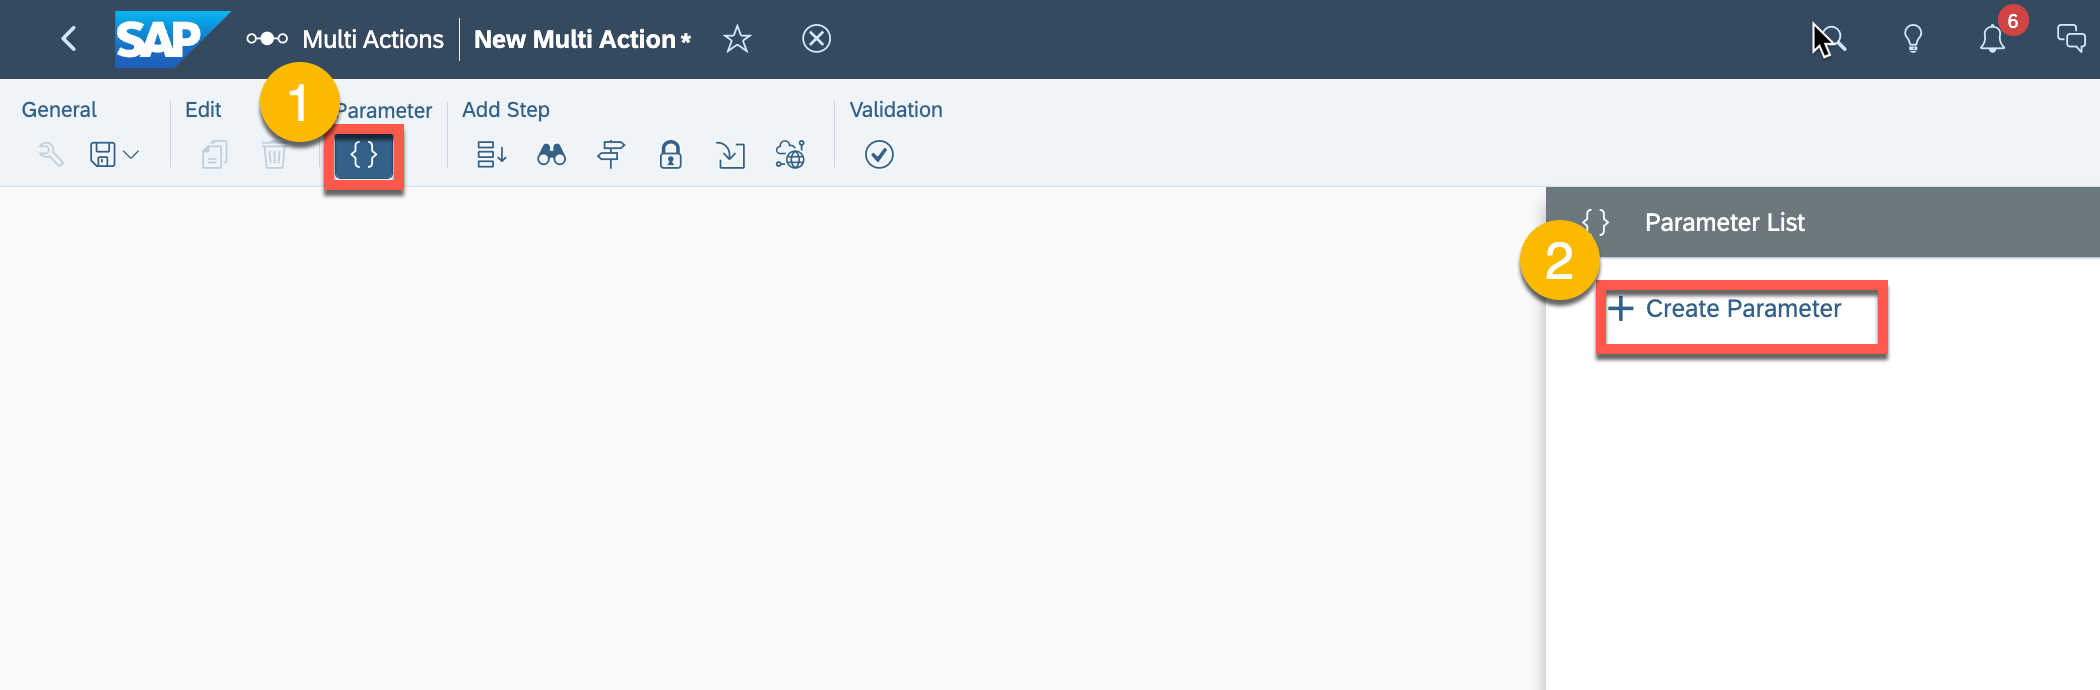 SAP Multi Actions New Multi Action * 6
General Edit Parameter Add Step Validation
1
{ }
{ } Parameter List
2
+ Create Parameter